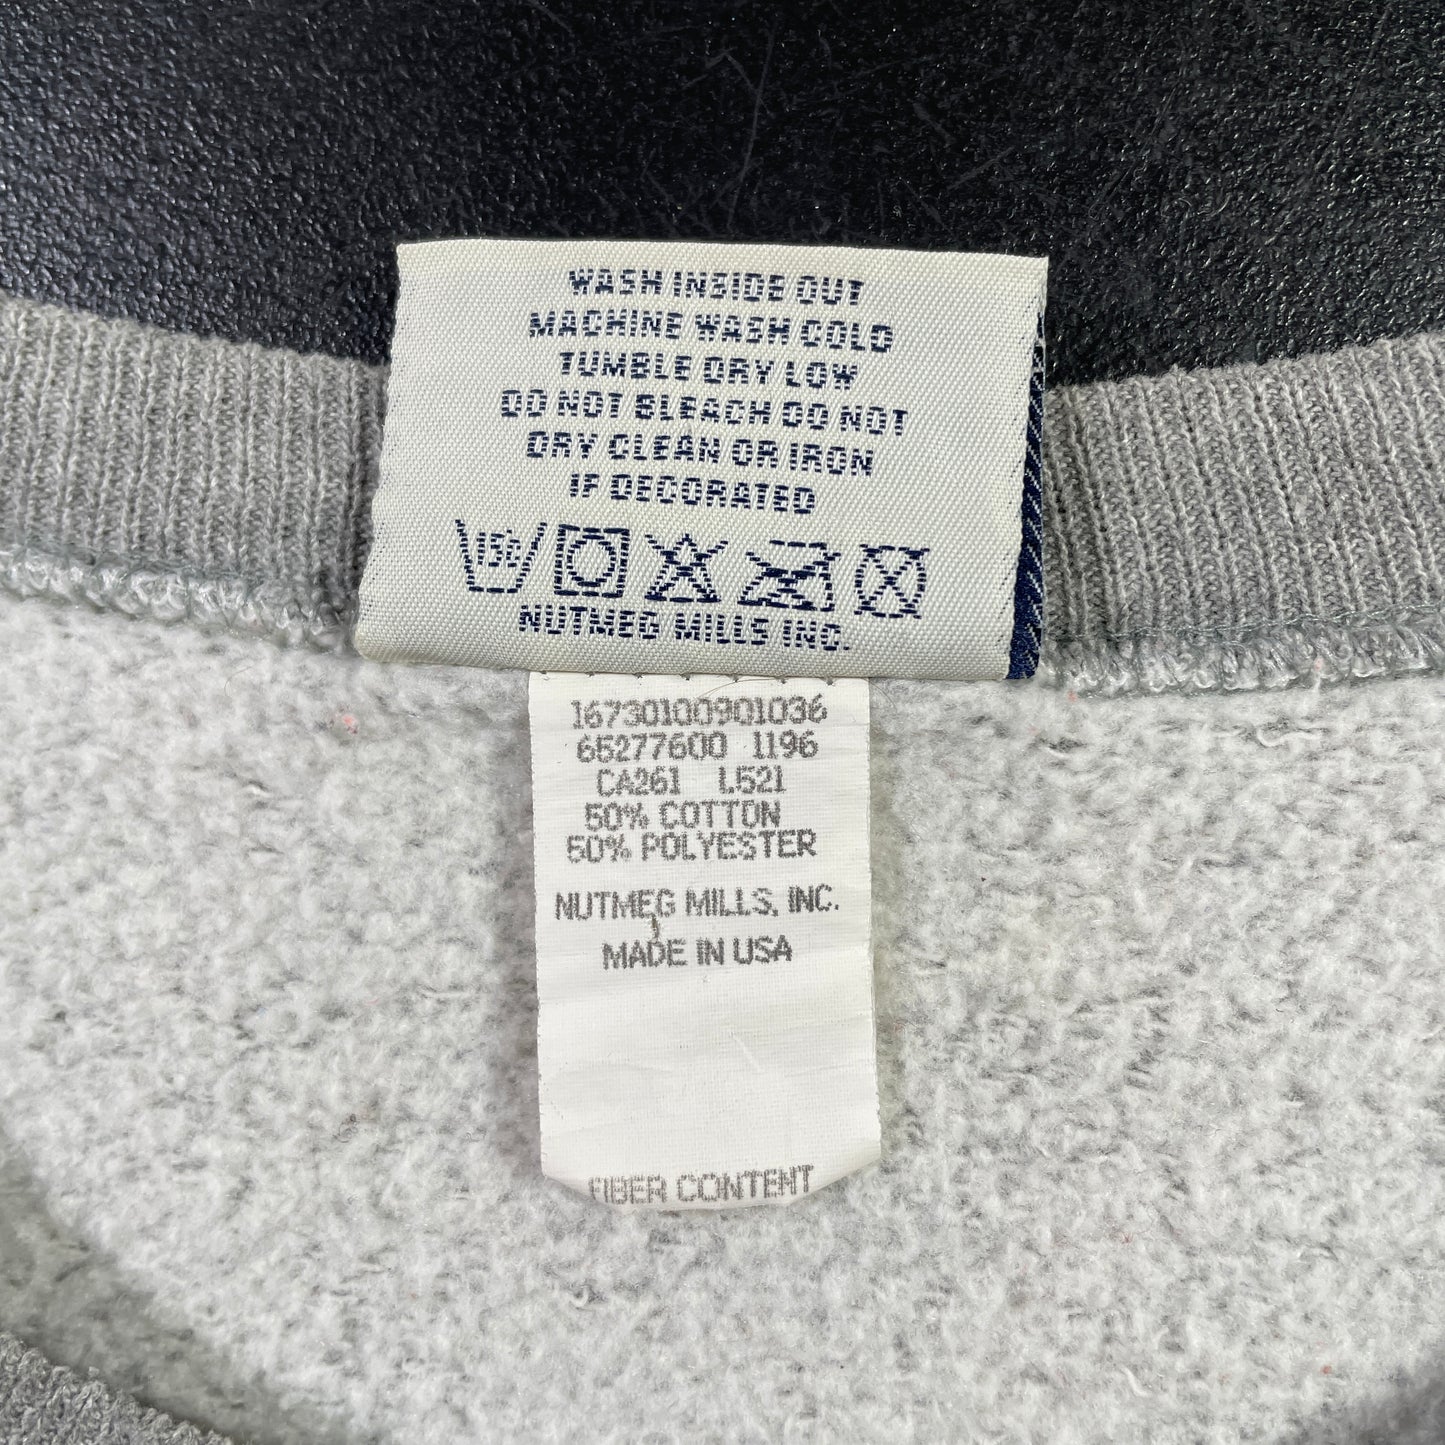 WASH INSIDE OUT
MACHINE WASH COLD
TUMBLE DRY LOW
DO NOT BLEACH DO NOT
DRY CLEAN OR IRON
IF DECORATED
NUTMEG MILLS INC.
16730100901036
65277600 1196
CA261 L521
50% COTTON
50% POLYESTER
NUTMEG MILLS, INC.
MADE IN USA
FIBER CONTENT